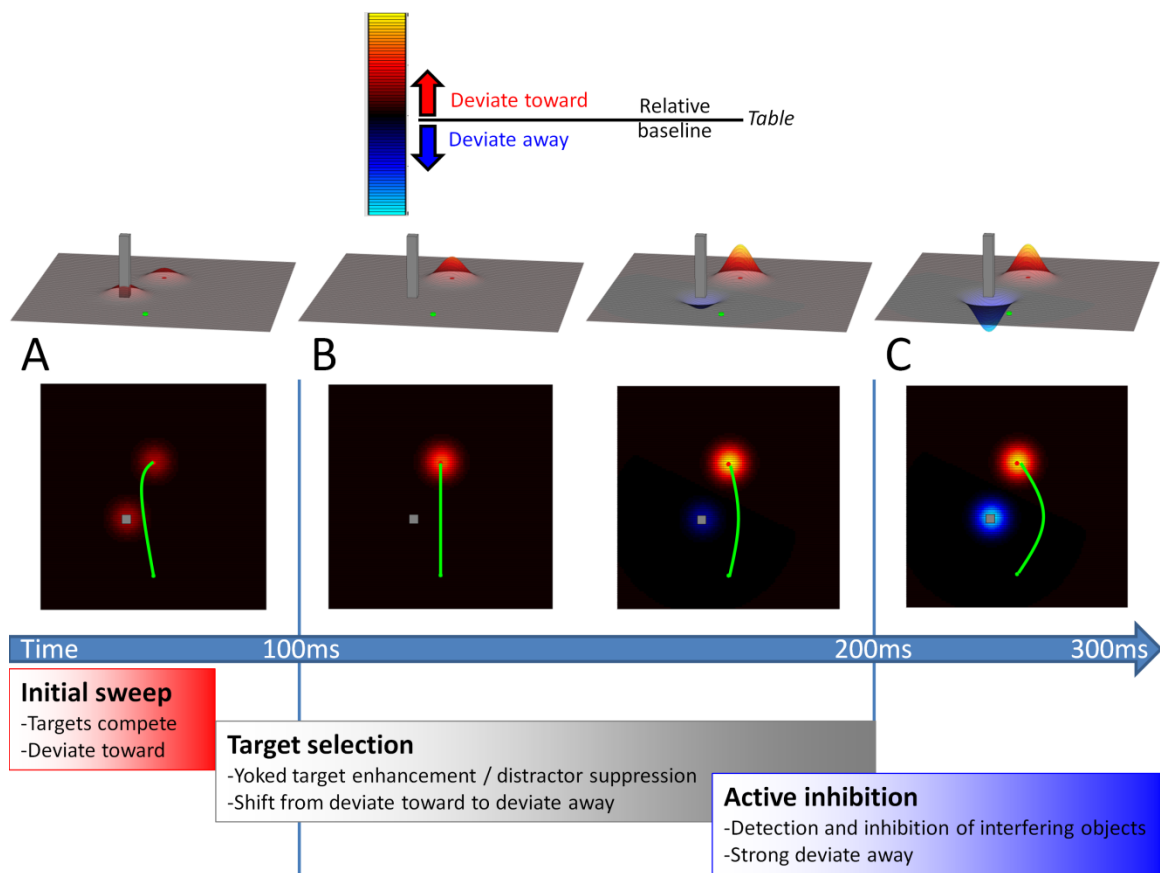 Deviate toward
Relative
baseline
Table
Deviate away
A
B
C
Time
100ms
200ms
300ms
Initial sweep
-Targets compete
-Deviate toward
Target selection
-Yoked target enhancement / distractor suppression
-Shift from deviate toward to deviate away
Active inhibition
-Detection and inhibition of interfering objects
-Strong deviate away